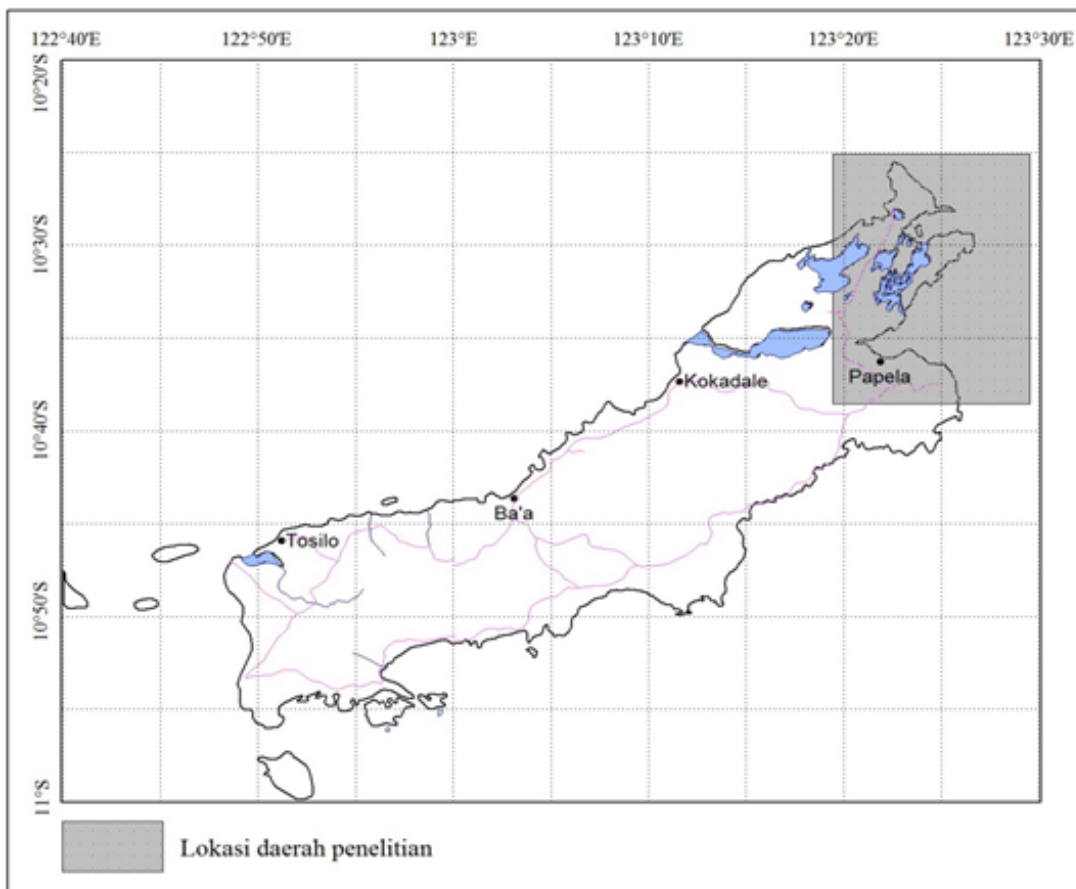 122°40'E 122°50'E 123°E 123°10'E 123°20'E 123°30'E
10°20'S
10°30'S
Papela
Kokadale
10°40'S
Ba'a
Tosilo
10°50'S
11°S
Lokasi daerah penelitian